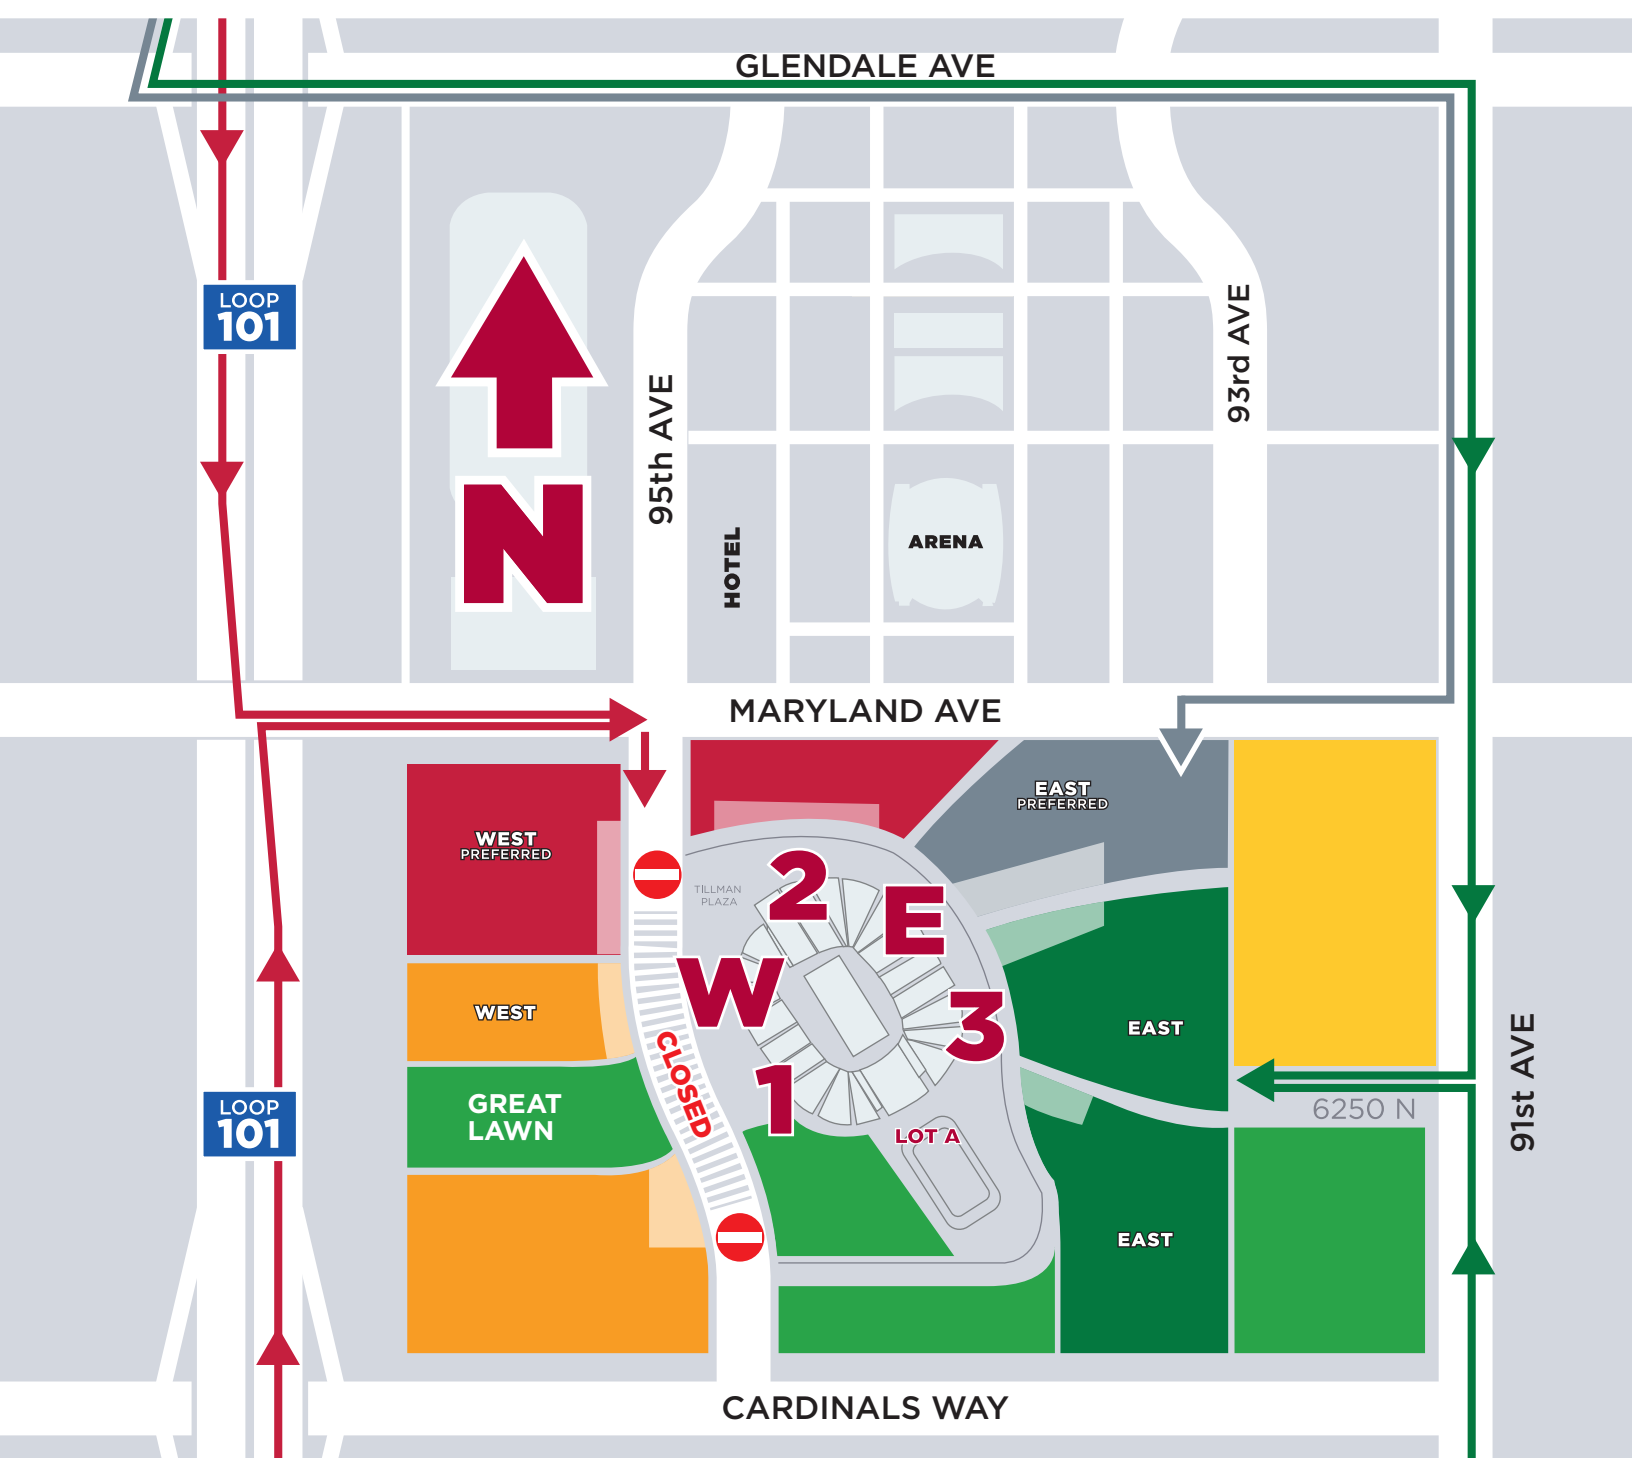 GLENDALE AVE
LOOP
101
95th AVE
93rd AVE
N
HOTEL
ARENA
MARYLAND AVE
EAST
PREFERRED
WEST
PREFERRED
TILLMAN
PLAZA
2
E
W
WEST
3
EAST
CLOSED
1
GREAT
LAWN
LOOP
101
LOT A
6250 N
91st AVE
EAST
CARDINALS WAY